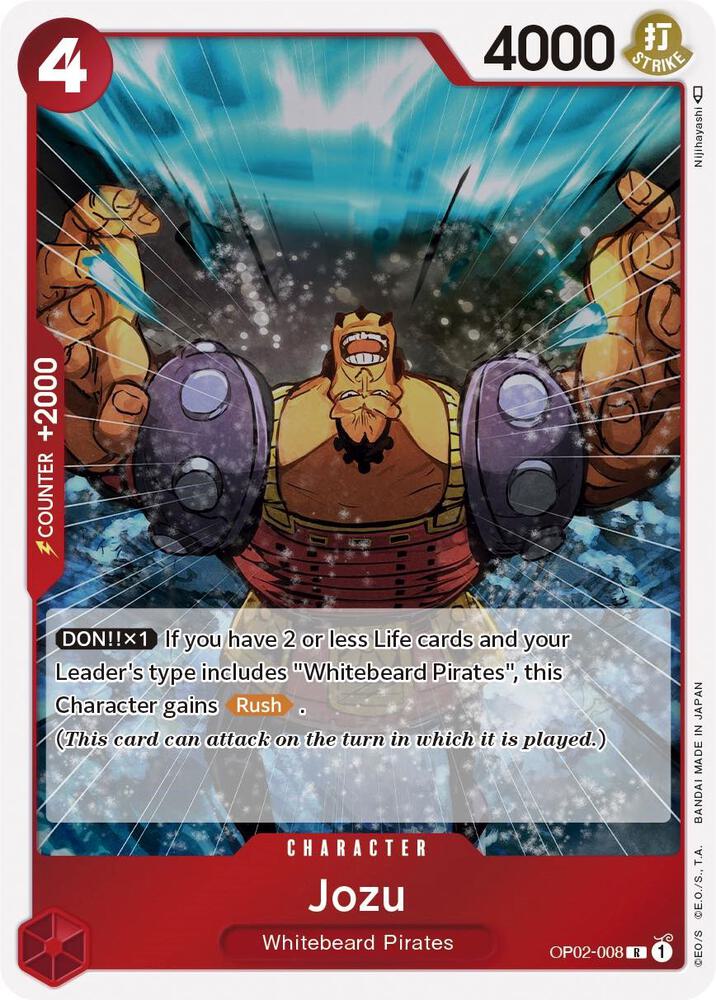 4
4000
打
STRIKE
Nijihayashi
COUNTER +2000
DON!!×1 If you have 2 or less Life cards and your
Leader's type includes "Whitebeard Pirates", this
Character gains Rush .
(This card can attack on the turn in which it is played.)
CHARACTER
Jozu
Whitebeard Pirates
OP02-008 R 1
©EO/S ©E.O./S., T.A. BANDAI MADE IN JAPAN